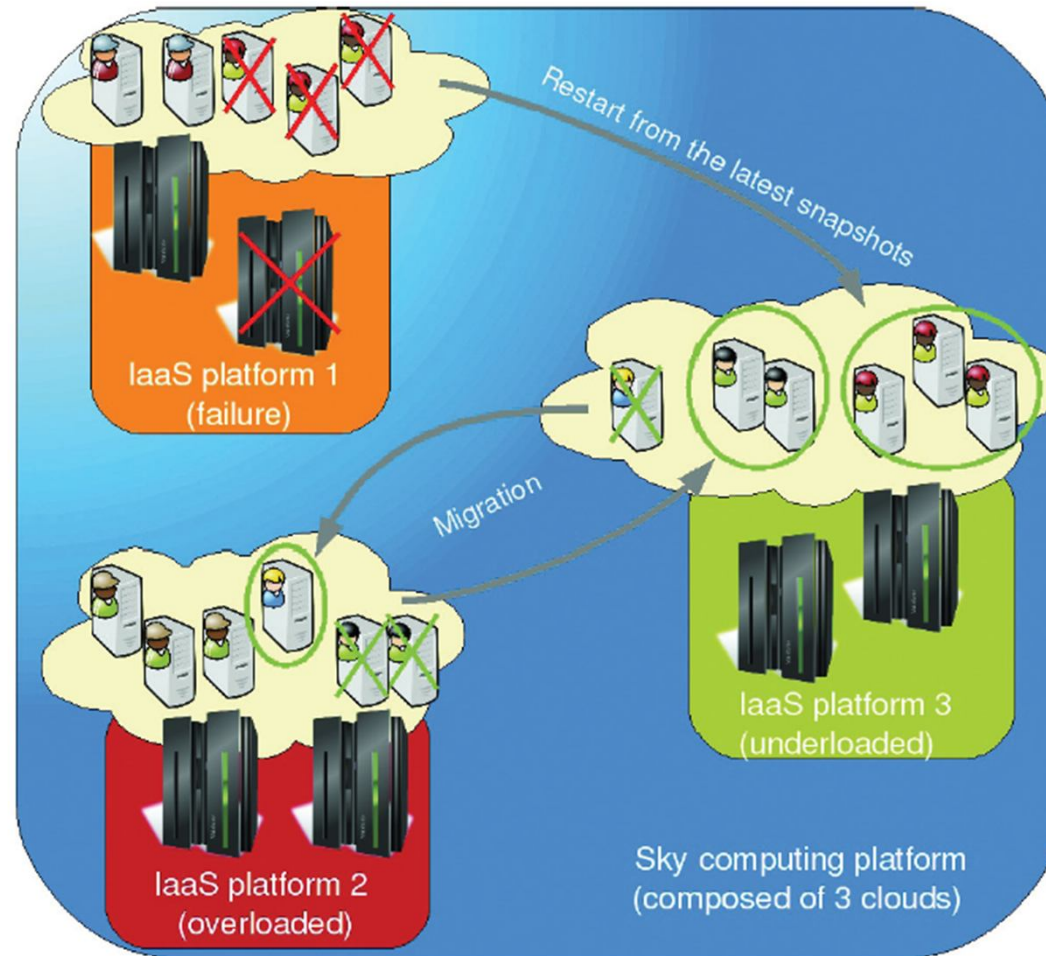 Restart from the latest snapshots
IaaS platform 1
(failure)
Migration
IaaS platform 3
(underloaded)
IaaS platform 2
(overloaded)
Sky computing platform
(composed of 3 clouds)